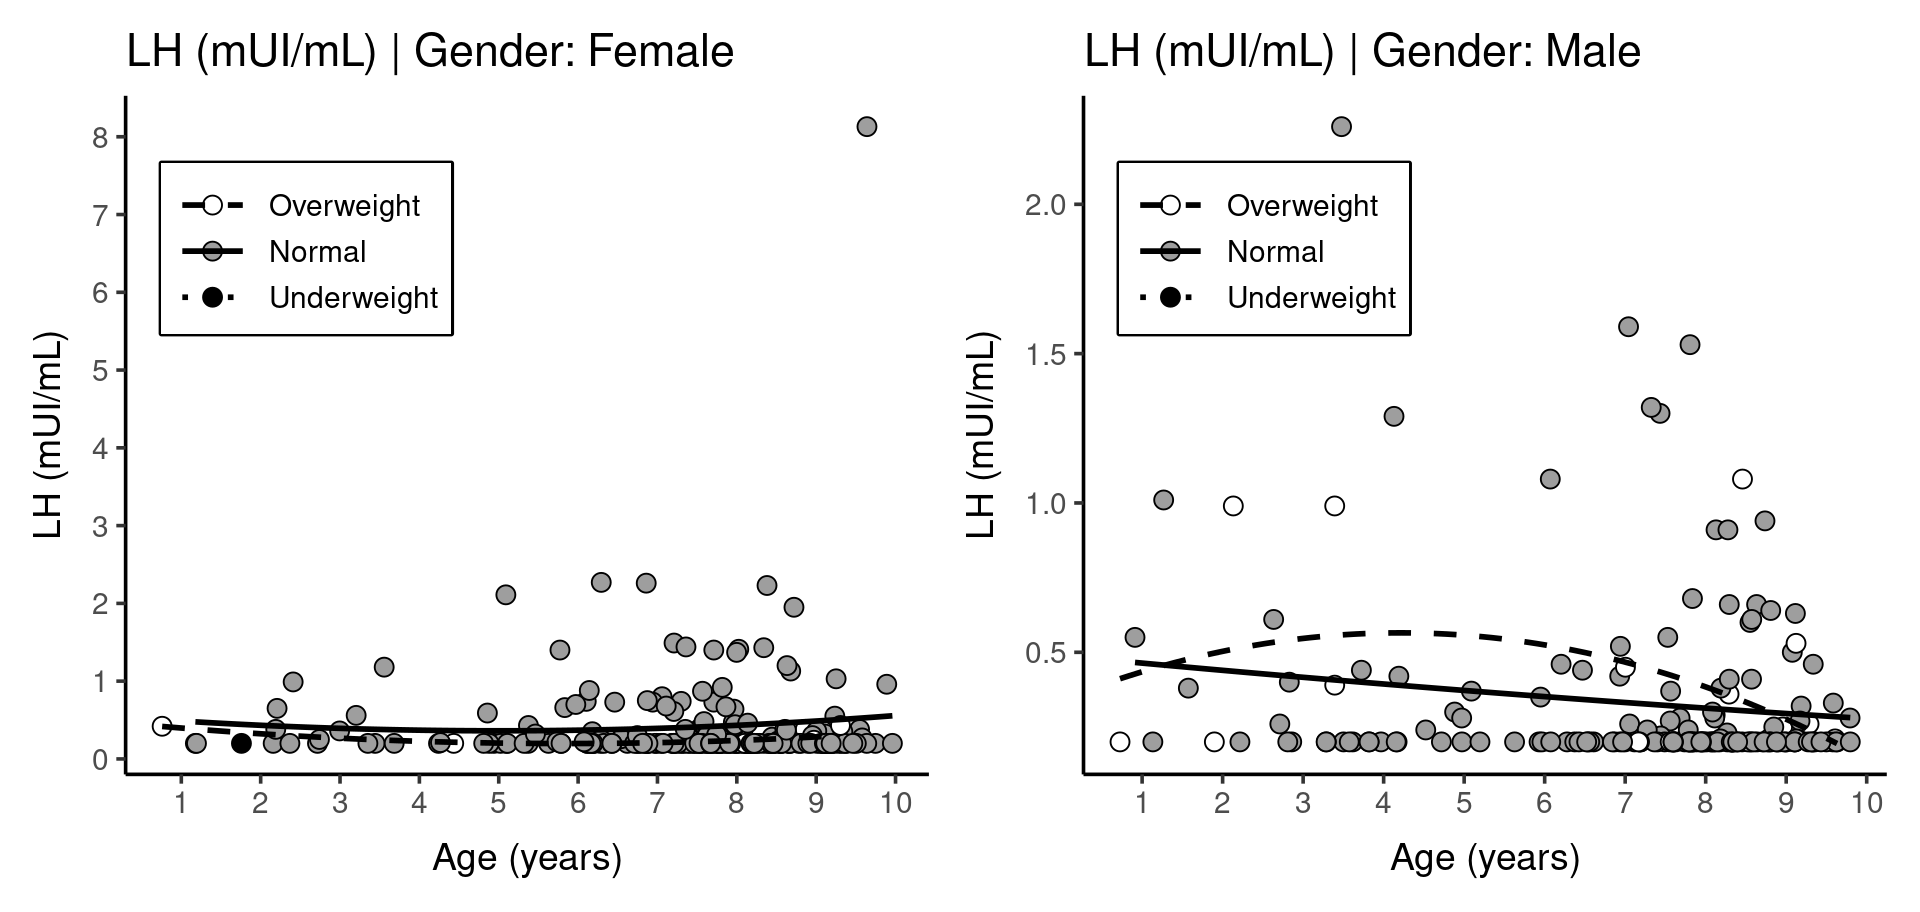 LH (mUI/mL) | Gender: Female
LH (mUI/mL)
8
7
6
5
4
3
2
1
0
Overweight
Normal
Underweight
1 2 3 4 5 6 7 8 9 10
Age (years)
LH (mUI/mL) | Gender: Male
LH (mUI/mL)
2.0
1.5
1.0
0.5
Overweight
Normal
Underweight
1 2 3 4 5 6 7 8 9 10
Age (years)